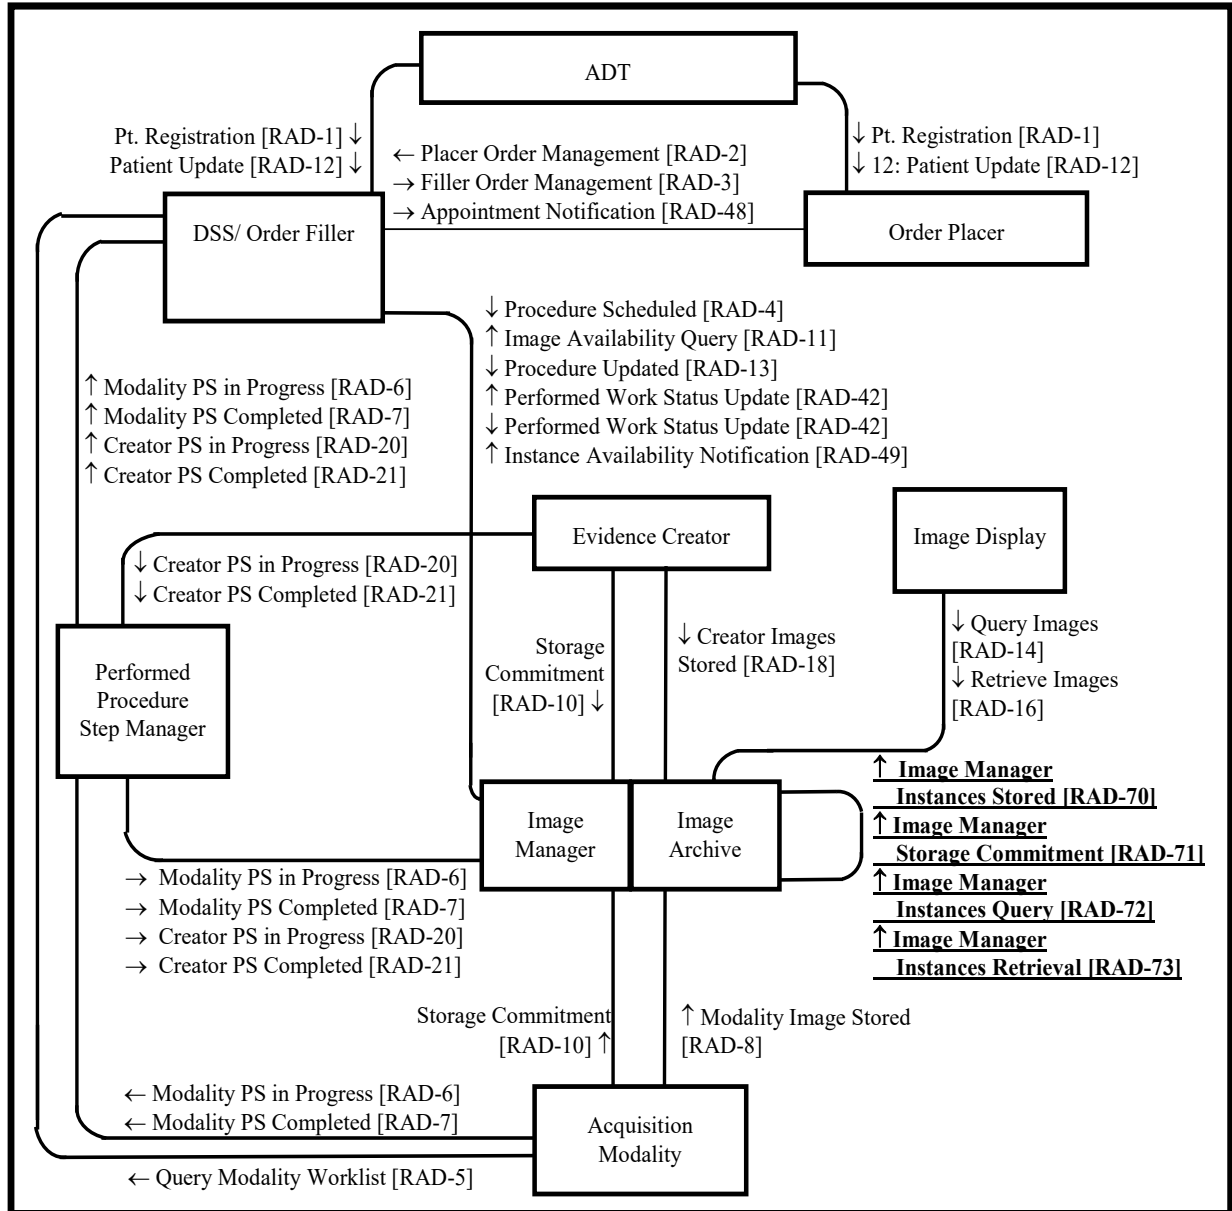 ADT
Pt. Registration [RAD-1] ↓
Patient Update [RAD-12] ↓
← Placer Order Management [RAD-2]
→ Filler Order Management [RAD-3]
→ Appointment Notification [RAD-48]
↓ Pt. Registration [RAD-1]
↓ 12: Patient Update [RAD-12]
DSS/ Order Filler
Order Placer
↓ Procedure Scheduled [RAD-4]
↑ Image Availability Query [RAD-11]
↓ Procedure Updated [RAD-13]
↑ Performed Work Status Update [RAD-42]
↓ Performed Work Status Update [RAD-42]
↑ Instance Availability Notification [RAD-49]
↑ Modality PS in Progress [RAD-6]
↑ Modality PS Completed [RAD-7]
↑ Creator PS in Progress [RAD-20]
↑ Creator PS Completed [RAD-21]
Evidence Creator
Image Display
↓ Creator PS in Progress [RAD-20]
↓ Creator PS Completed [RAD-21]
Storage
Commitment
[RAD-10] ↓
↓ Creator Images
Stored [RAD-18]
↓ Query Images
[RAD-14]
↓ Retrieve Images
[RAD-16]
Performed
Procedure
Step Manager
Image
Manager
Image
Archive
↑ Image Manager
Instances Stored [RAD-70]
↑ Image Manager
Storage Commitment [RAD-71]
↑ Image Manager
Instances Query [RAD-72]
↑ Image Manager
Instances Retrieval [RAD-73]
→ Modality PS in Progress [RAD-6]
→ Modality PS Completed [RAD-7]
→ Creator PS in Progress [RAD-20]
→ Creator PS Completed [RAD-21]
Storage Commitment
[RAD-10] ↑
↑ Modality Image Stored
[RAD-8]
← Modality PS in Progress [RAD-6]
← Modality PS Completed [RAD-7]
Acquisition
Modality
← Query Modality Worklist [RAD-5]